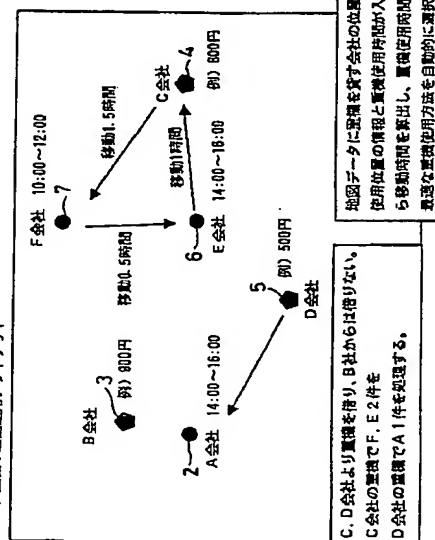 F会社 10:00~12:00
7
移動1.5時間
C会社
4
例) 800円
移動1時間
移動0.5時間
6
E会社 14:00~16:00
B会社
3
例) 900円
2
A会社 14:00~16:00
5
例) 500円
D会社
C、D会社より重機を借り、B社からは借りない。
C会社の重機でF、E2件を
D会社の重機でA1件を処理する。
地図データに重機を貸す会社の位置
使用位置の情報と重機使用時間が入
ら移動時間を算出し、重機使用時間
最適な重機使用方法を自動的に選択